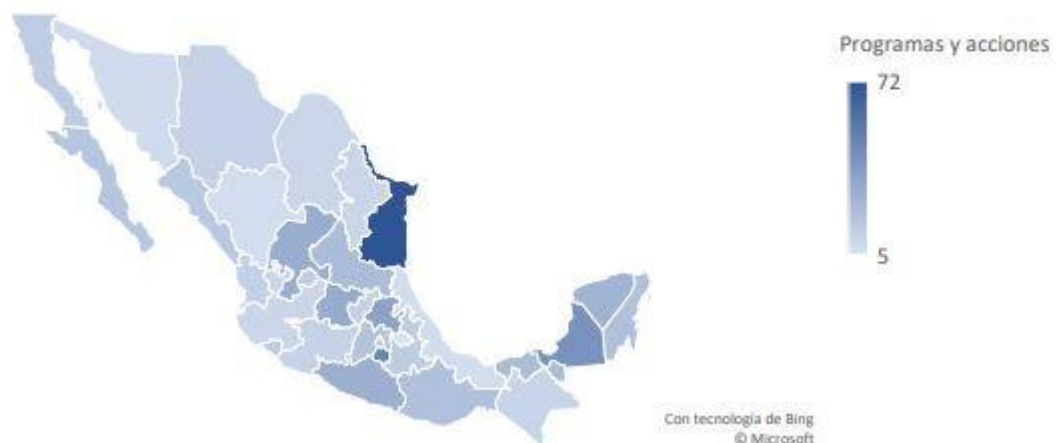 Programas y acciones
72
5
Con tecnología de Bing
© Microsoft